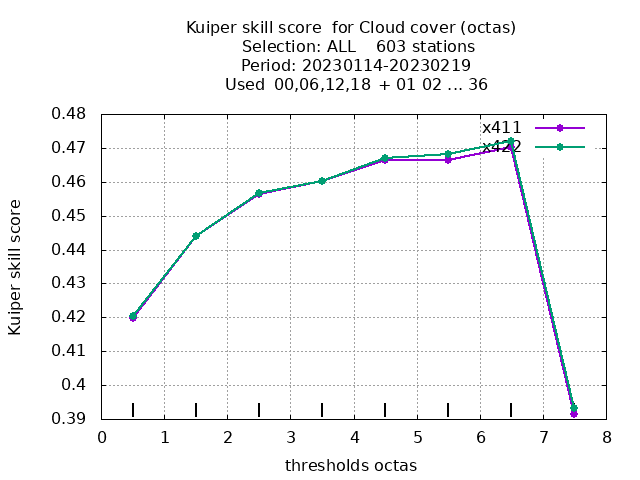 Kuiper skill score  for Cloud cover (octas)
Selection: ALL    603 stations
Period: 20230114-20230219
Used  00,06,12,18  + 01 02 ... 36
x411
x422
0.48
0.47
0.46
0.45
0.44
0.43
0.42
0.41
0.4
0.39
Kuiper skill score
0 1 2 3 4 5 6 7 8
thresholds octas